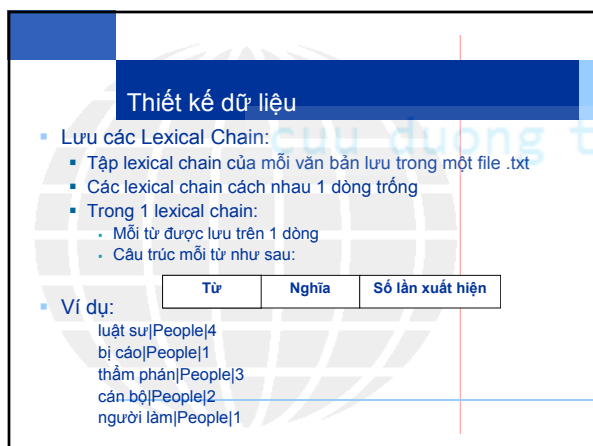 Thiết kế dữ liệu
cuu duong t
Lưu các Lexical Chain:
Tập lexical chain của mỗi văn bản lưu trong một file .txt
Các lexical chain cách nhau 1 dòng trống
Trong 1 lexical chain:
Mỗi từ được lưu trên 1 dòng
Câu trúc mỗi từ như sau:
Từ Nghĩa Số lần xuất hiện
Ví dụ:
luật sư|People|4
bị cáo|People|1
thẩm phán|People|3
cán bộ|People|2
người làm|People|1